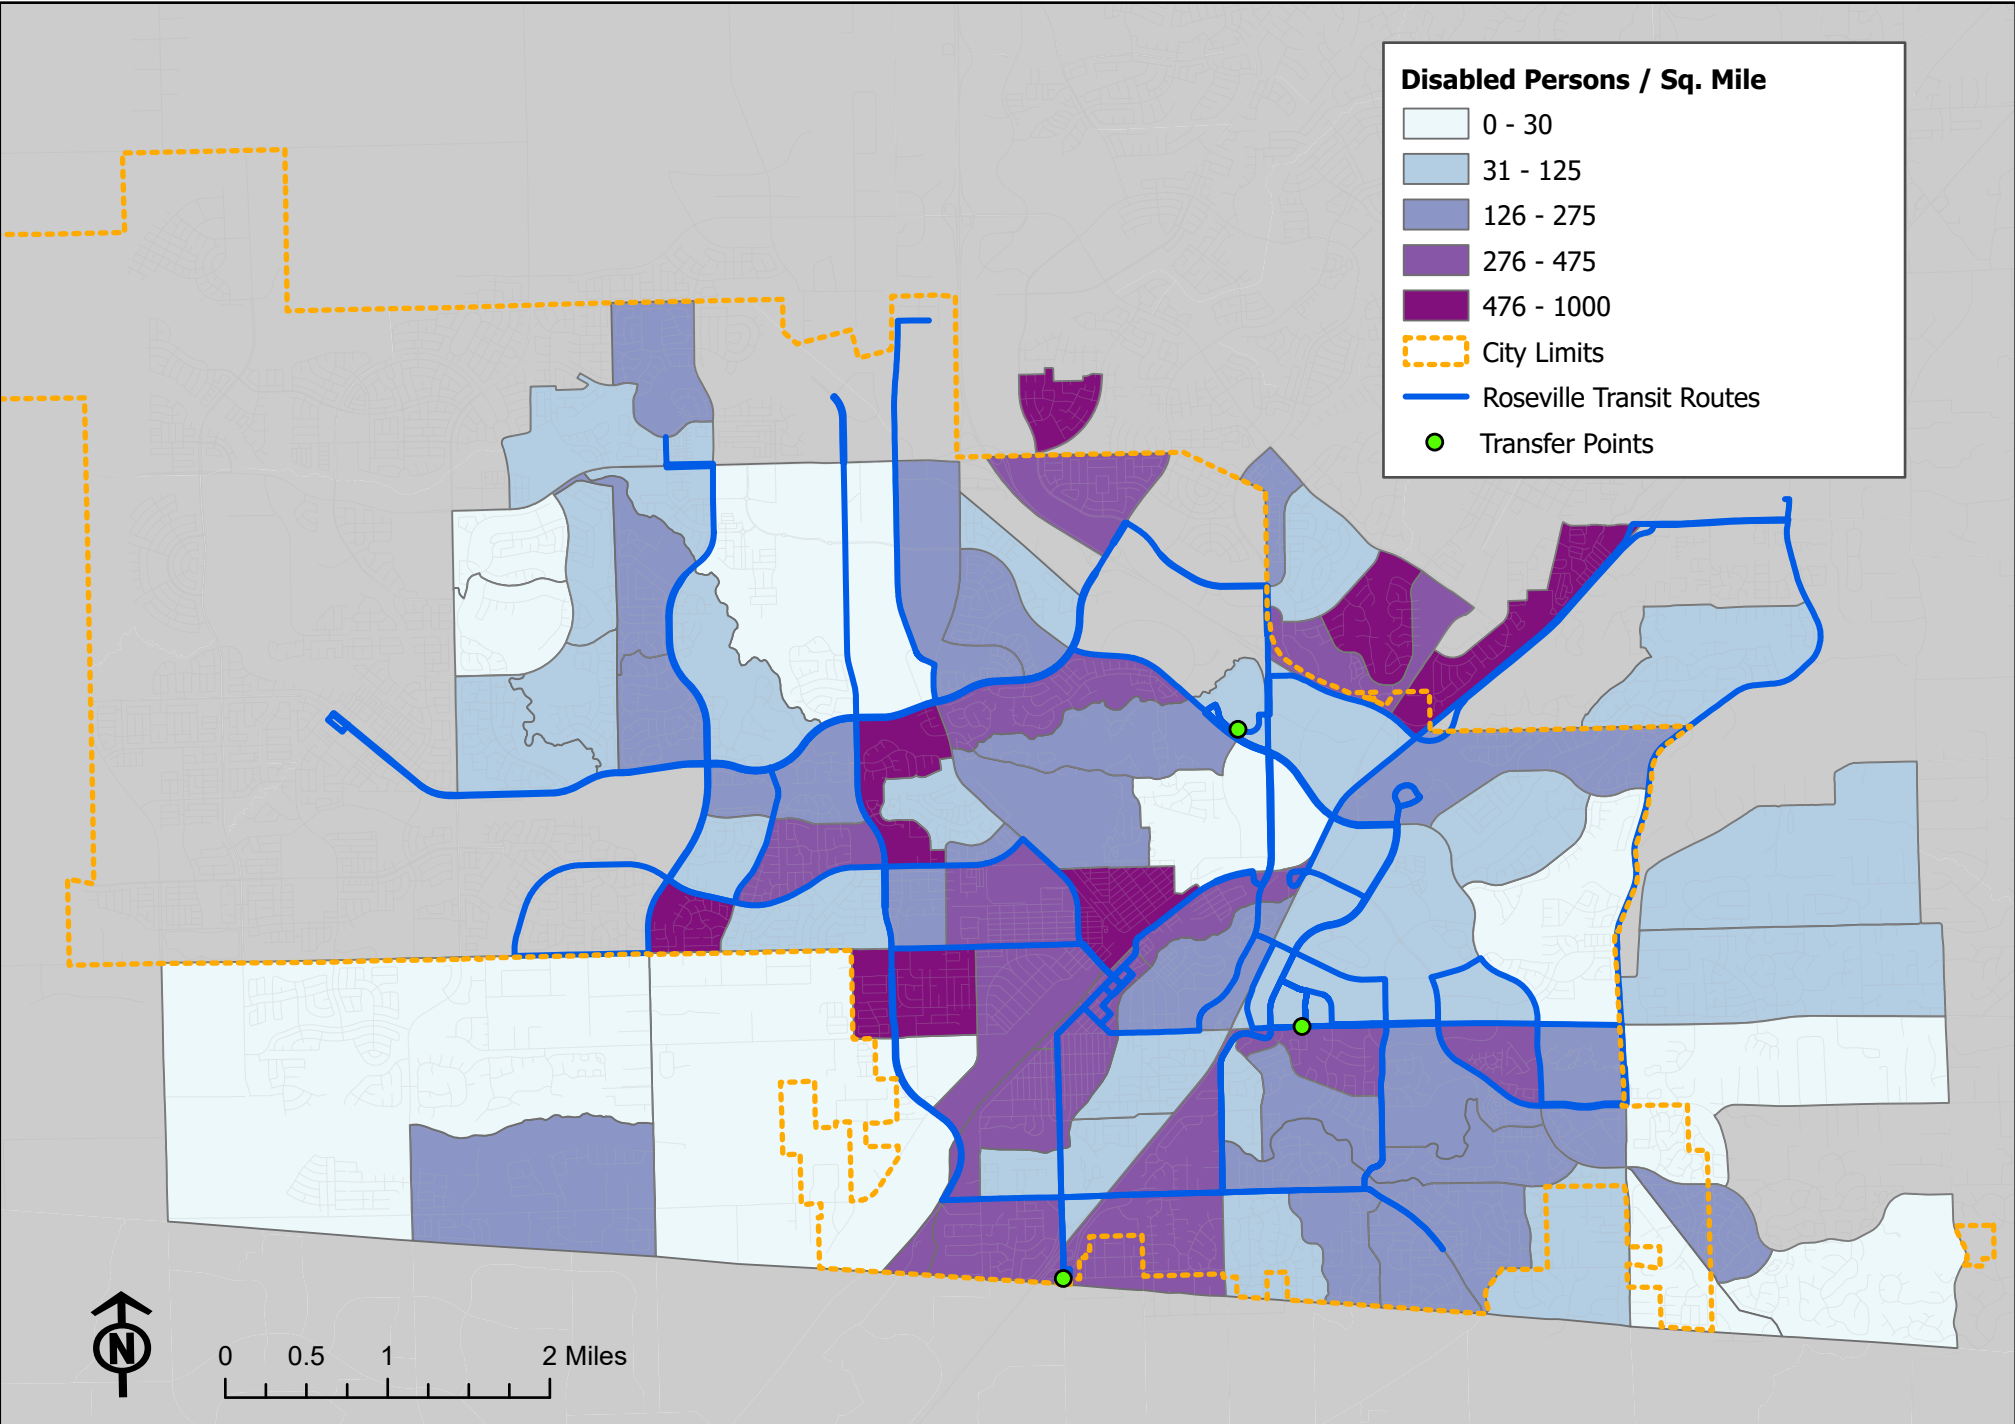 Disabled Persons / Sq. Mile
0 - 30
31 - 125
126 - 275
276 - 475
476 - 1000
City Limits
Roseville Transit Routes
Transfer Points
N
0 0.5 1 2 Miles